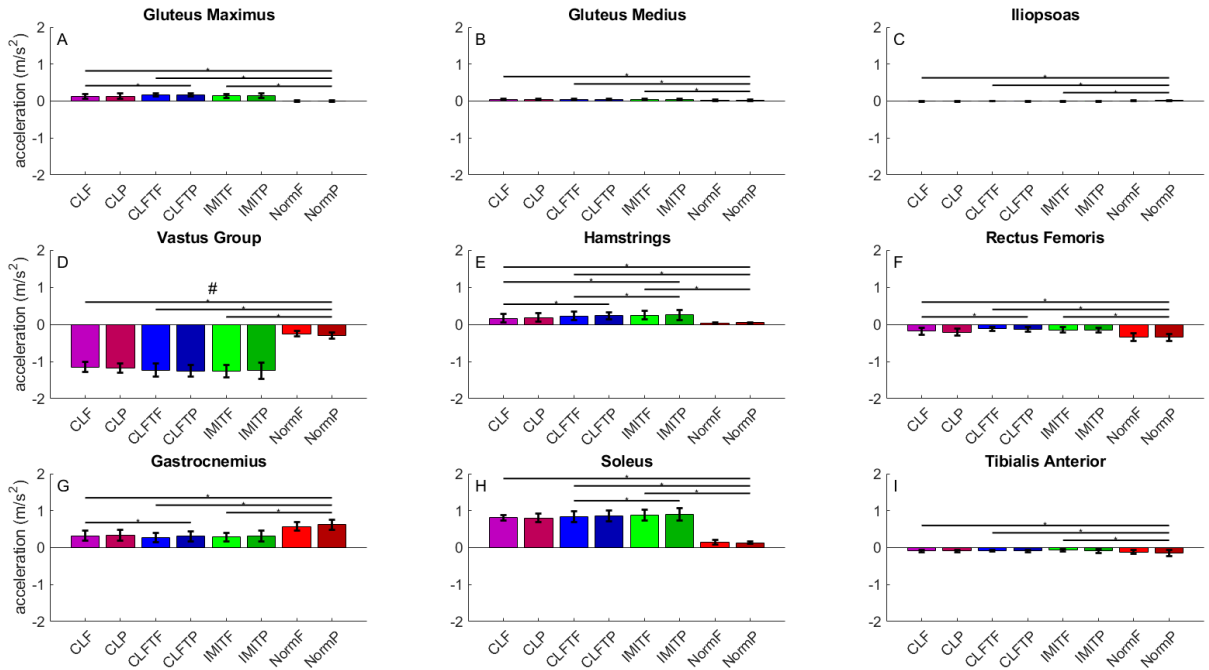 Gluteus Maximus
Gluteus Medius
Iliopsoas
A
B
C
acceleration (m/s²)
2
1
0
-1
-2
2
1
0
-1
-2
2
1
0
-1
-2
* * * *
* * *
* * *
CLF CLP CLFTF CLFTP IMITF IMITP NormF NormP
CLF CLP CLFTF CLFTP IMITF IMITP NormF NormP
CLF CLP CLFTF CLFTP IMITF IMITP NormF NormP
Vastus Group
Hamstrings
Rectus Femoris
D
E
F
acceleration (m/s²)
2
1
0
-1
-2
2
1
0
-1
-2
2
1
0
-1
-2
#
* * *
* * * * * *
* * * *
CLF CLP CLFTF CLFTP IMITF IMITP NormF NormP
CLF CLP CLFTF CLFTP IMITF IMITP NormF NormP
CLF CLP CLFTF CLFTP IMITF IMITP NormF NormP
Gastrocnemius
Soleus
Tibialis Anterior
G
H
I
acceleration (m/s²)
2
1
0
-1
-2
2
1
0
-1
-2
2
1
0
-1
-2
* * * *
* * * *
* * *
CLF CLP CLFTF CLFTP IMITF IMITP NormF NormP
CLF CLP CLFTF CLFTP IMITF IMITP NormF NormP
CLF CLP CLFTF CLFTP IMITF IMITP NormF NormP